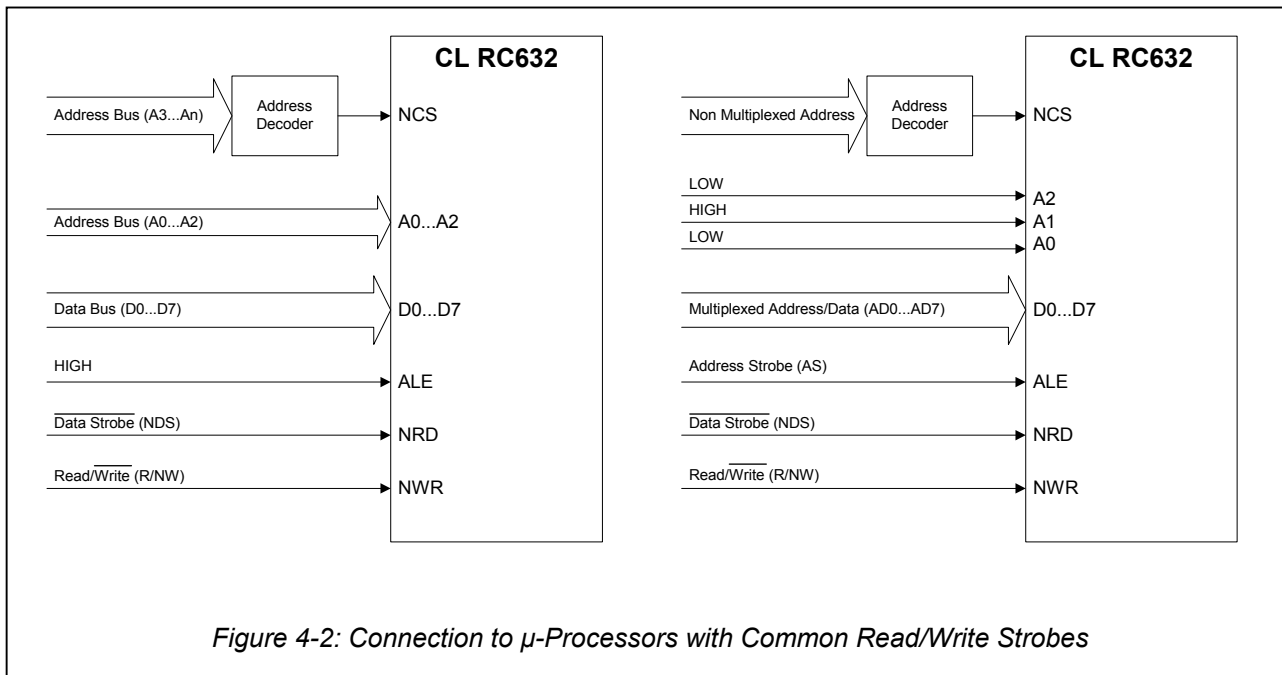 CL RC632
Address Bus (A3...An)
Address
Decoder
NCS
Address Bus (A0...A2)
A0...A2
Data Bus (D0...D7)
D0...D7
HIGH
ALE
Data Strobe (NDS)
NRD
Read/Write (R/NW)
NWR
CL RC632
Non Multiplexed Address
Address
Decoder
NCS
LOW
A2
HIGH
A1
LOW
A0
Multiplexed Address/Data (AD0...AD7)
D0...D7
Address Strobe (AS)
ALE
Data Strobe (NDS)
NRD
Read/Write (R/NW)
NWR
Figure 4-2: Connection to µ-Processors with Common Read/Write Strobes